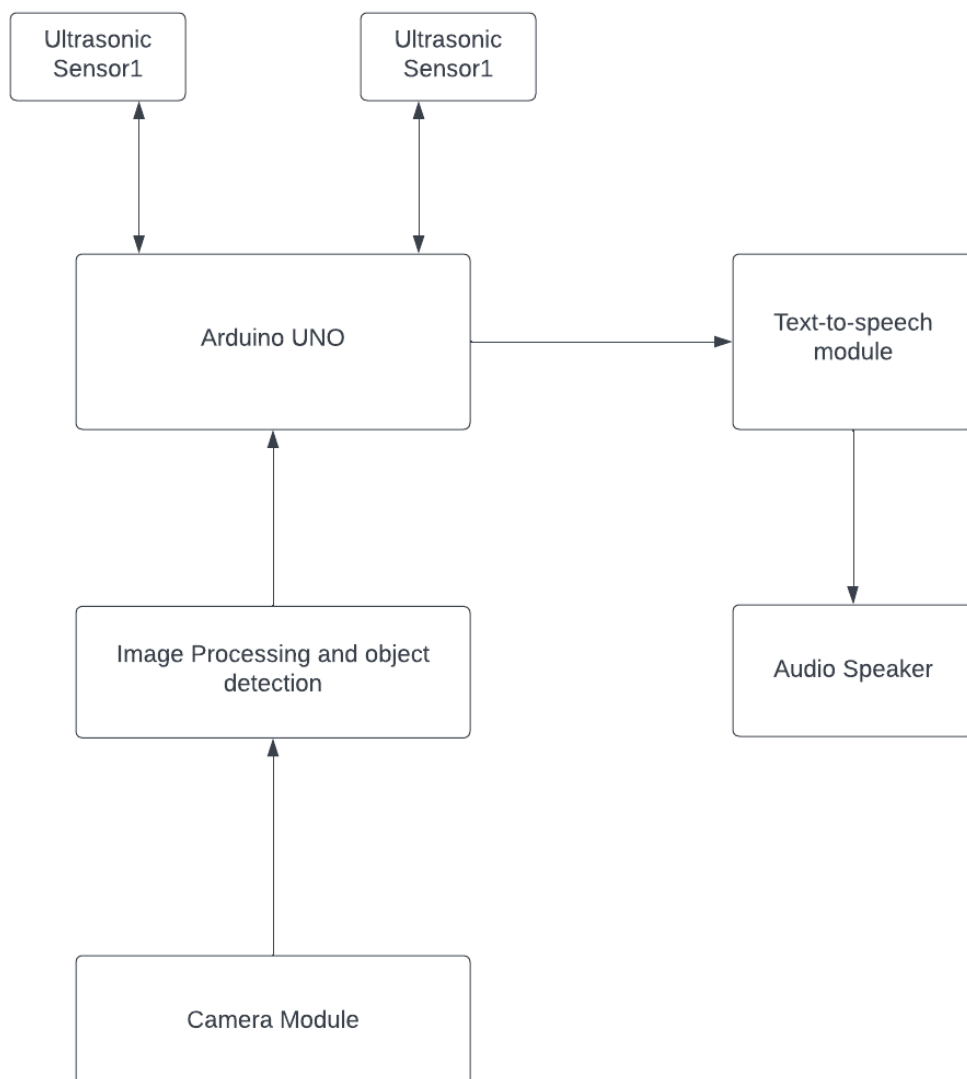 Ultrasonic
Sensor1
Ultrasonic
Sensor1
Arduino UNO
Text-to-speech
module
Image Processing and object
detection
Audio Speaker
Camera Module